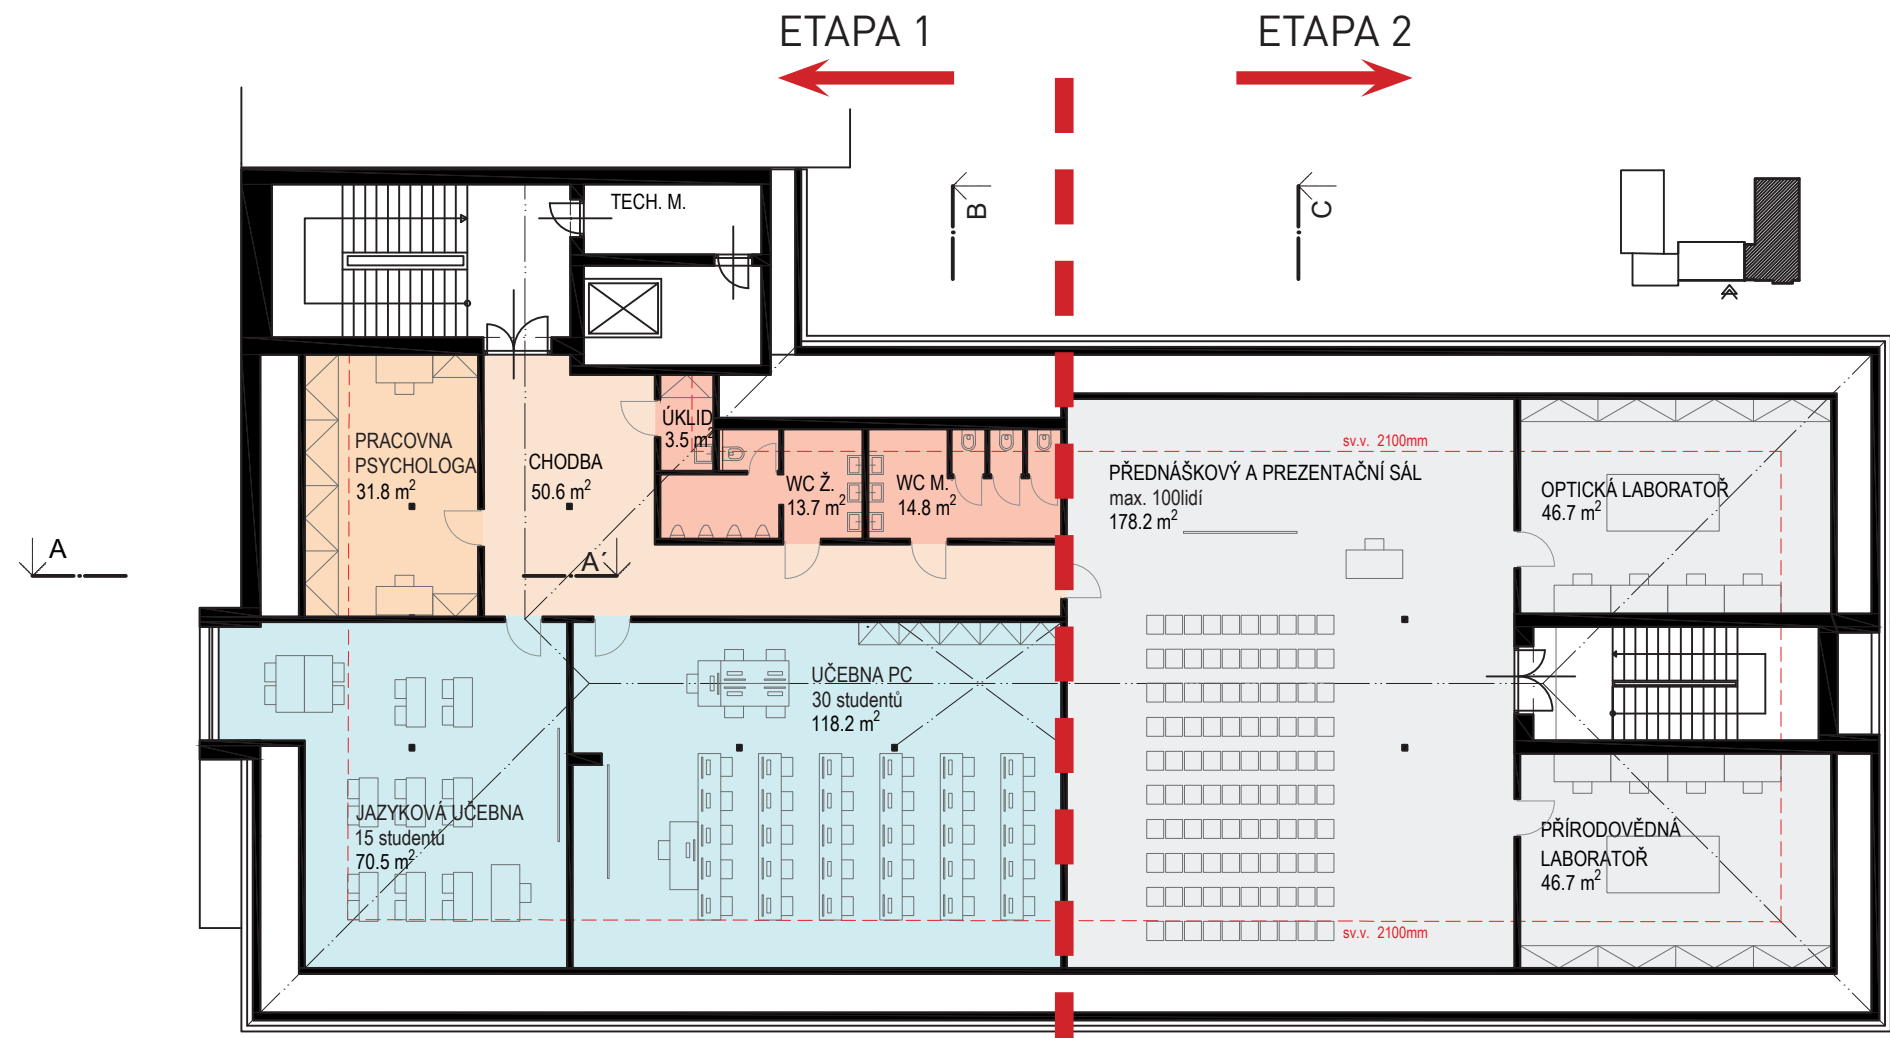 ETAPA 1
ETAPA 2
TECH. M.
B
C
ÚKLID
3.5 m²
PRACOVNA
PSYCHOLOGA
31.8 m²
CHODBA
50.6 m²
WC Ž.
13.7 m²
WC M.
14.8 m²
sv.v. 2100mm
PŘEDNÁŠKOVÝ A PREZENTAČNÍ SÁL
max. 100lidí
178.2 m²
OPTICKÁ LABORATOŘ
46.7 m²
A
A´
UČEBNA PC
30 studentů
118.2 m²
JAZYKOVÁ UČEBNA
15 studentů
70.5 m²
PŘÍRODOVĚDNÁ
LABORATOŘ
46.7 m²
sv.v. 2100mm